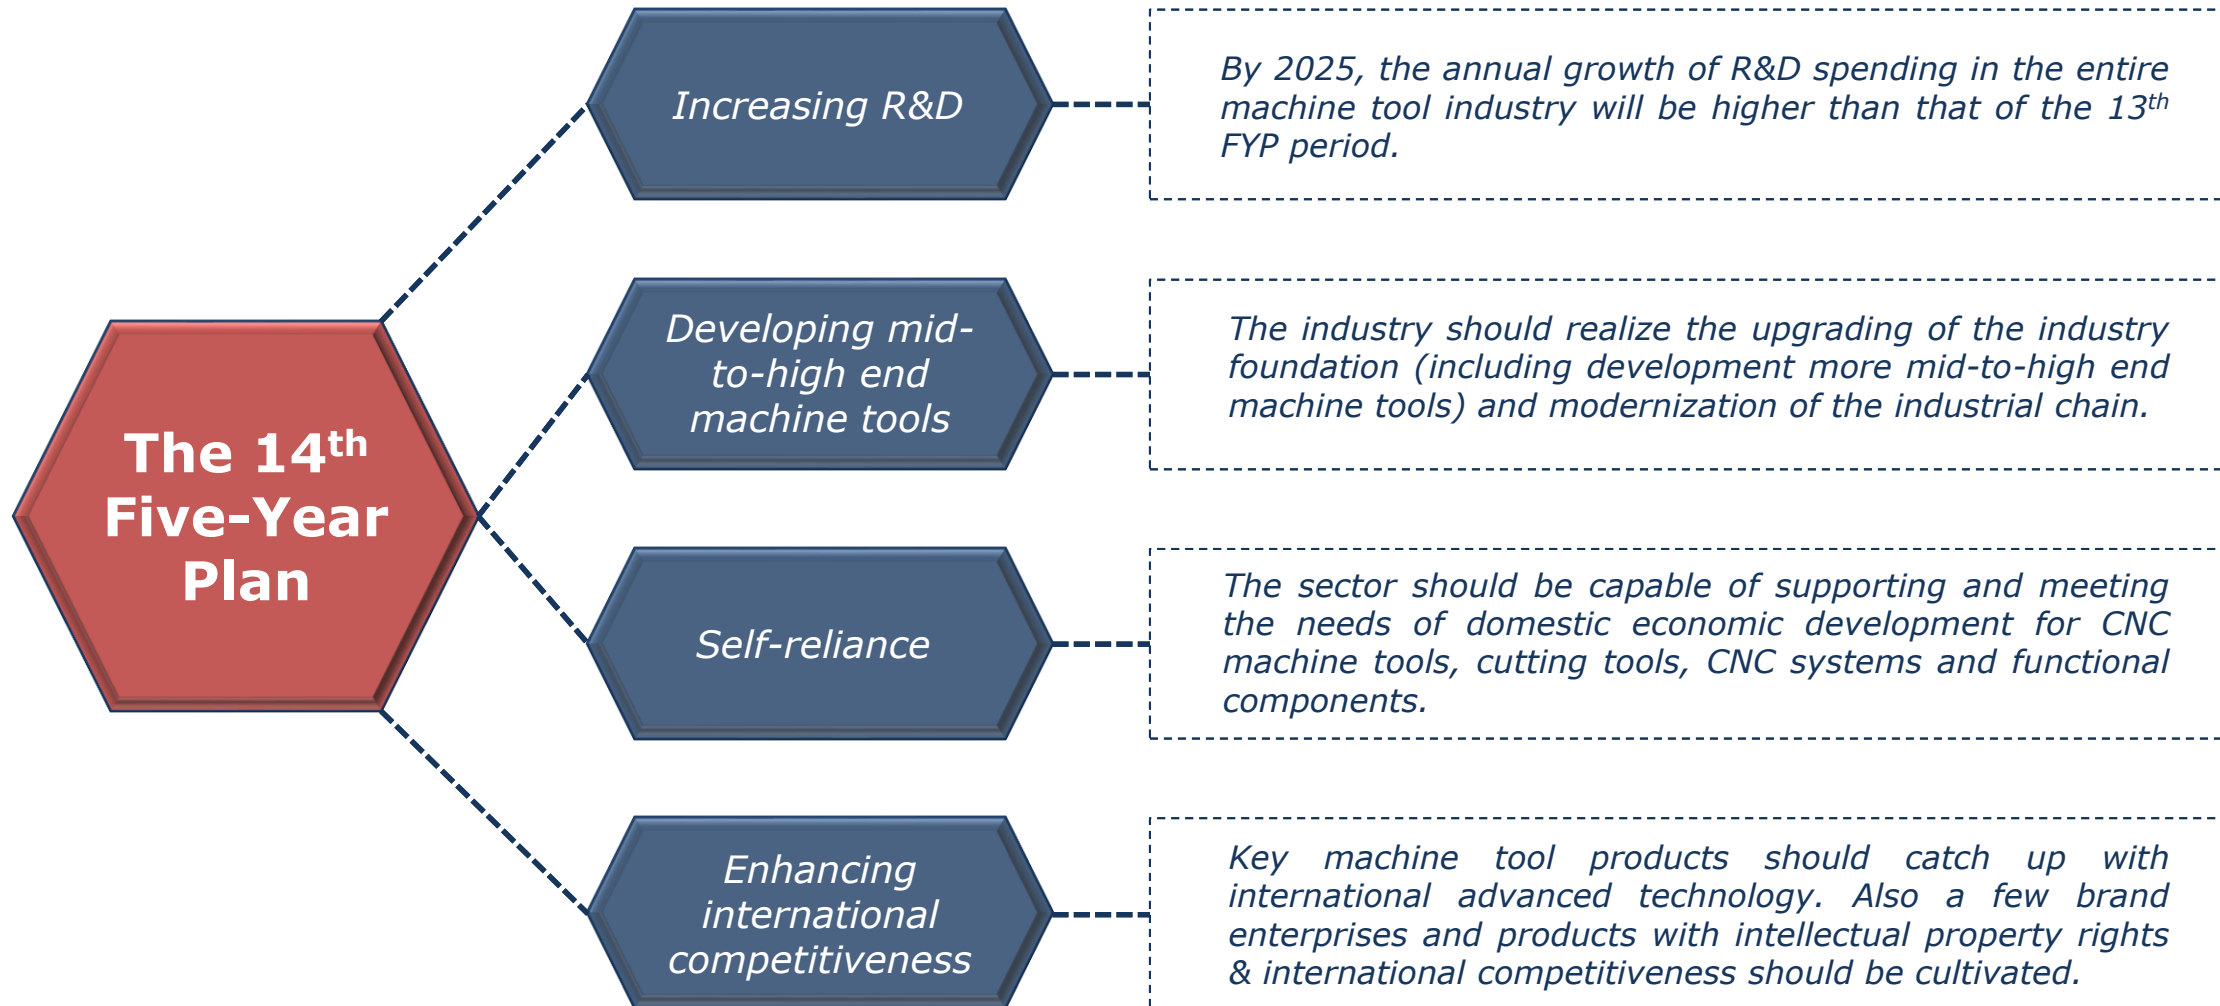 The 14th
Five-Year
Plan
Increasing R&D
By 2025, the annual growth of R&D spending in the entire
machine tool industry will be higher than that of the 13th
FYP period.
Developing mid-
to-high end
machine tools
The industry should realize the upgrading of the industry
foundation (including development more mid-to-high end
machine tools) and modernization of the industrial chain.
Self-reliance
The sector should be capable of supporting and meeting
the needs of domestic economic development for CNC
machine tools, cutting tools, CNC systems and functional
components.
Enhancing
international
competitiveness
Key machine tool products should catch up with
international advanced technology. Also a few brand
enterprises and products with intellectual property rights
& international competitiveness should be cultivated.